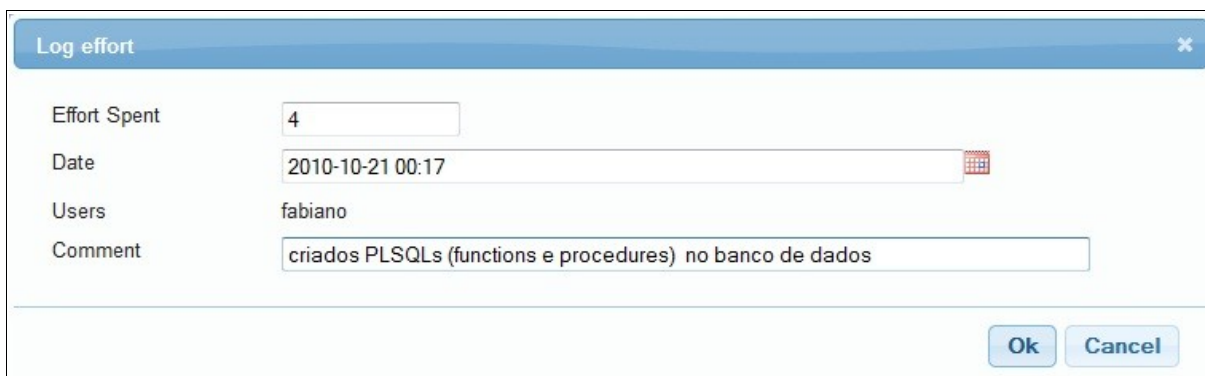 Log effort
Effort Spent 4
Date 2010-10-21 00:17
Users fabiano
Comment criados PLSQLs (functions e procedures) no banco de dados
Ok Cancel